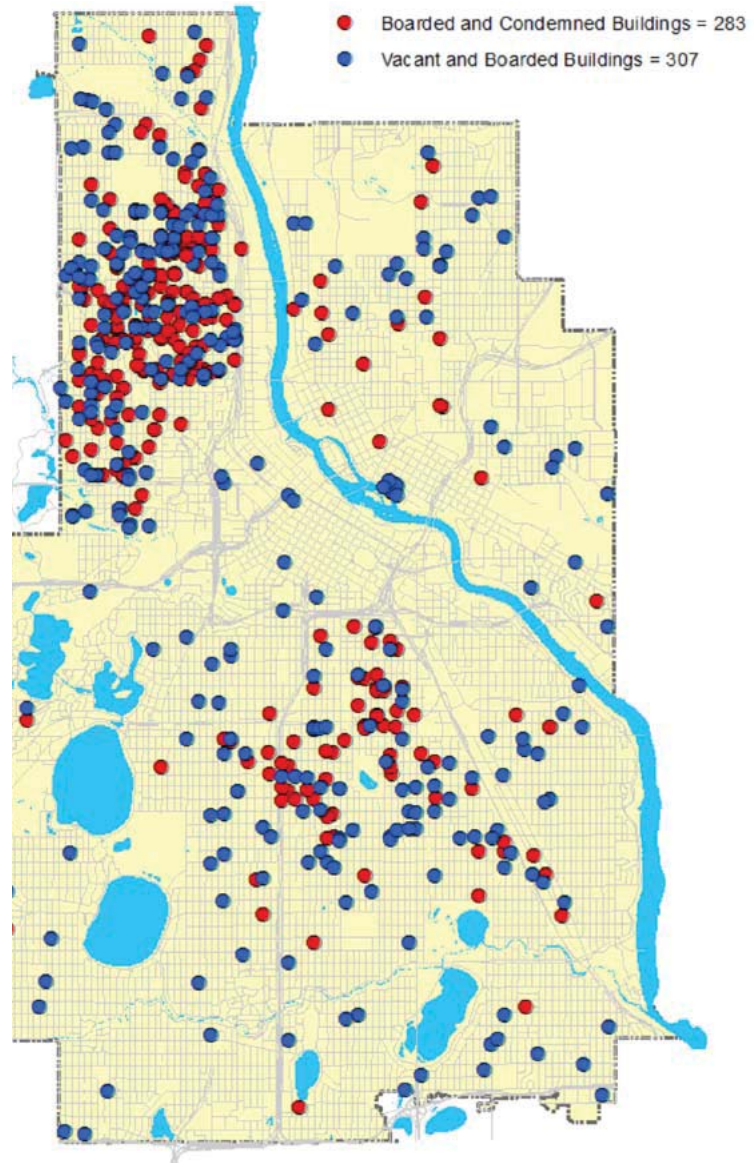 Boarded and Condemned Buildings = 283
Vacant and Boarded Buildings = 307